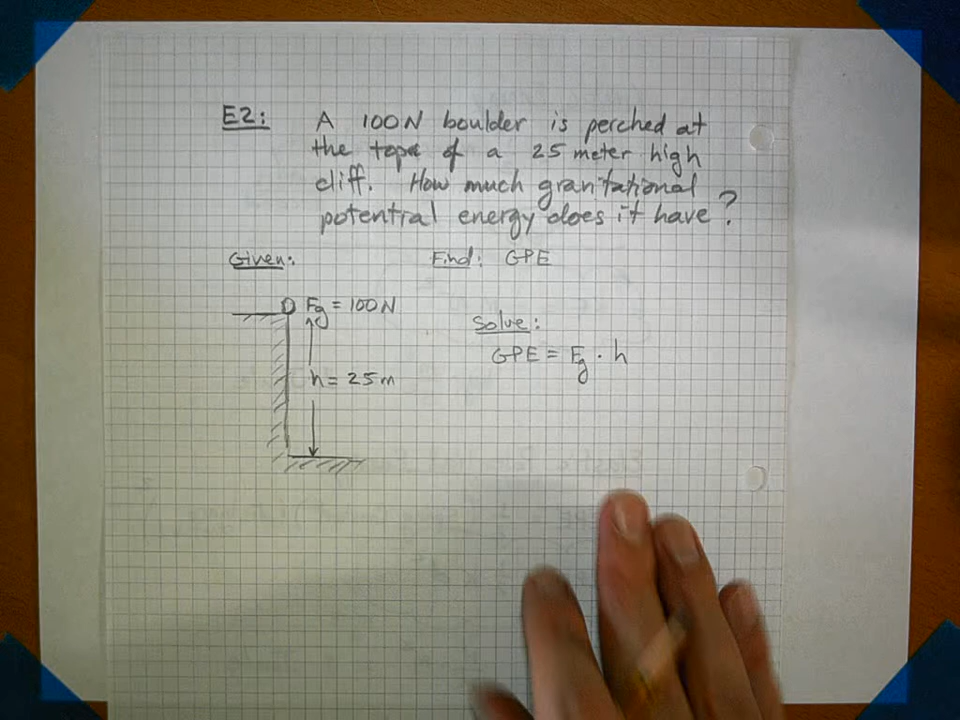 E2: A 100N boulder is perched at
the top of a 25 meter high
cliff. How much gravitational
potential energy does it have?
Given: Find: GPE
Fg = 100N
Solve:
GPE = Fg · h
h = 25m